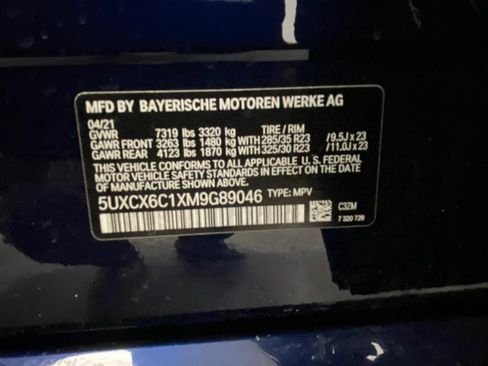 MFD BY BAYERISCHE MOTOREN WERKE AG
04/21
GVWR 7319 lbs 3320 kg TIRE / RIM
GAWR FRONT 3263 lbs 1480 kg WITH 285/35 R23 /9.5J x 23
GAWR REAR 4123 lbs 1870 kg WITH 325/30 R23 /11.0J x 23
THIS VEHICLE CONFORMS TO ALL APPLICABLE U. S. FEDERAL
MOTOR VEHICLE SAFETY STANDARDS IN EFFECT ON THE
DATE OF MANUFACTURE SHOWN ABOVE.
5UXCX6C1XM9G89046 TYPE: MPV
C3ZM
7 320 729